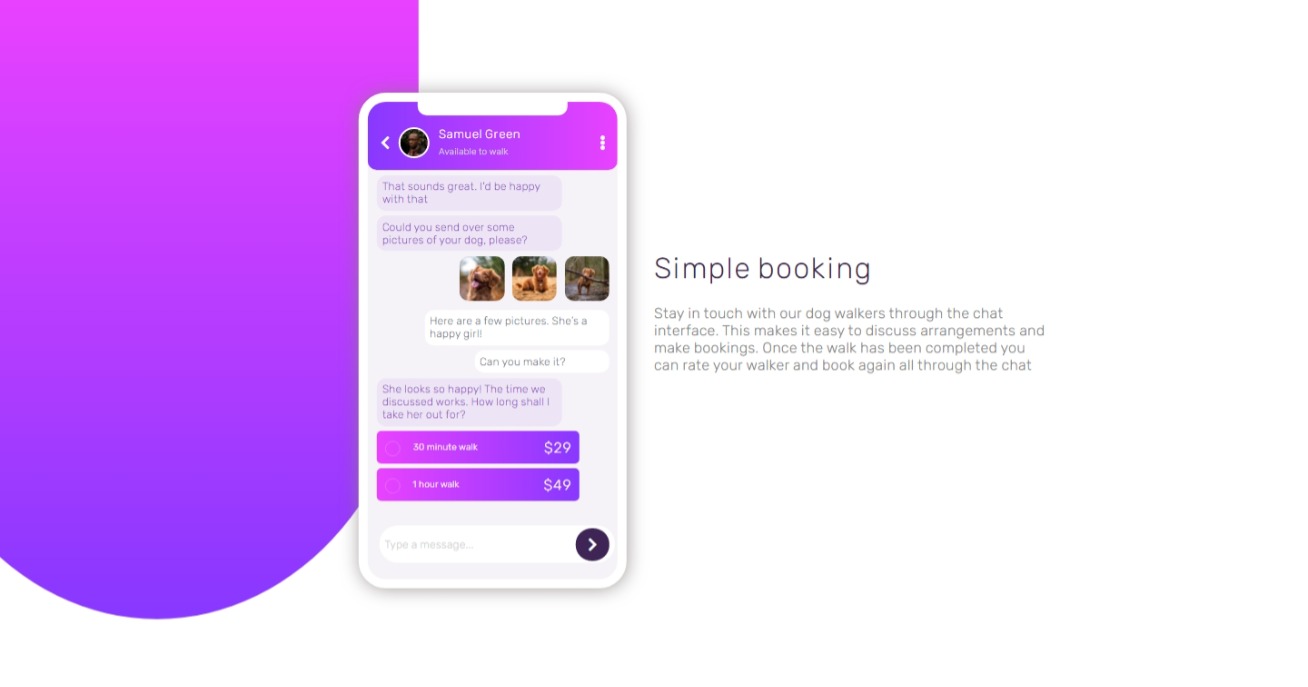 Samuel Green
Available to walk
That sounds great. I'd be happy
with that
Could you send over some
pictures of your dog, please?
Here are a few pictures. She's a
happy girl!
Can you make it?
She looks so happy! The time we
discussed works. How long shall I
take her out for?
30 minute walk $29
1 hour walk $49
Type a message...
Simple booking
Stay in touch with our dog walkers through the chat
interface. This makes it easy to discuss arrangements and
make bookings. Once the walk has been completed you
can rate your walker and book again all through the chat